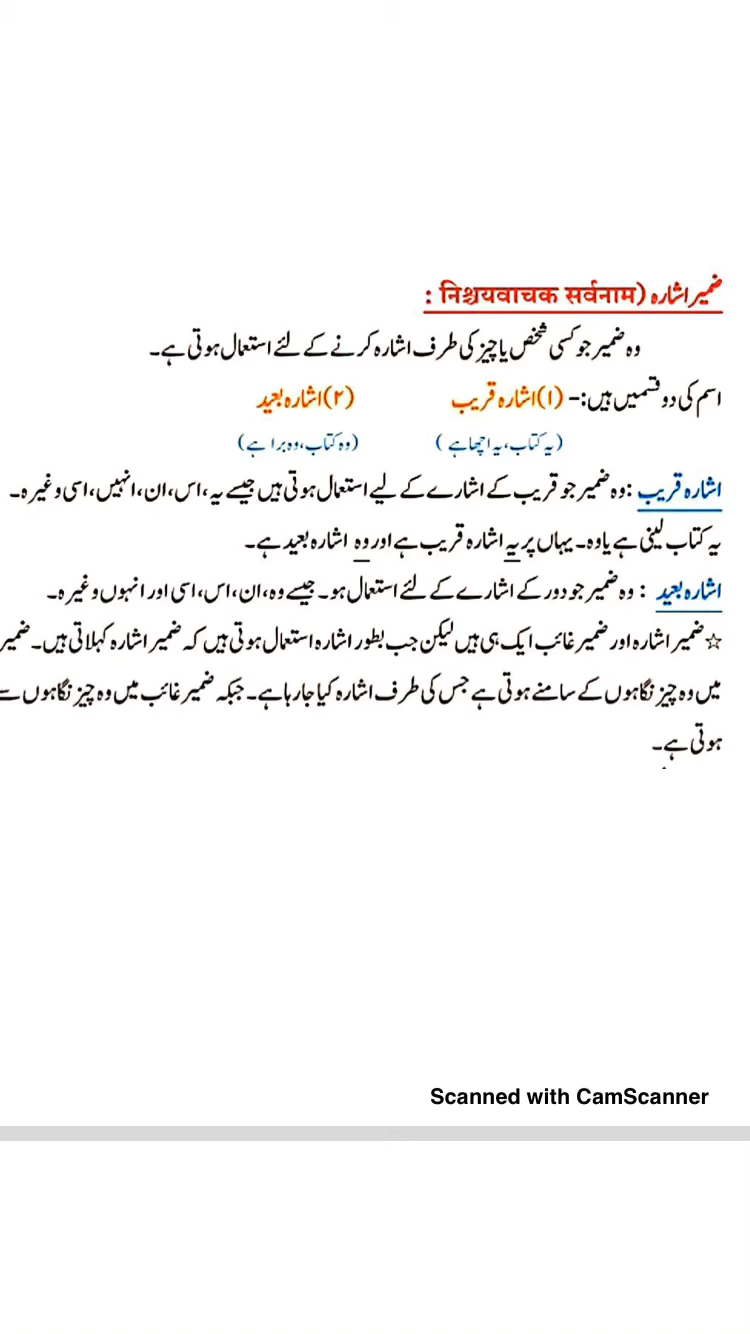 ضمیر اشارہ (निश्चयवाचक सर्वनाम :
وہ ضمیر جو کسی شخص یا چیز کی طرف اشارہ کرنے کے لئے استعمال ہوتی ہے۔
اسم کی دو قسمیں ہیں:- (۱) اشارہ قریب (۲) اشارہ بعید
(یہ کتاب، یہ اچھا ہے) (وہ کتاب، وہ برا ہے)
اشارہ قریب :وہ ضمیر جو قریب کے اشارے کے لیے استعمال ہوتی ہیں جیسے یہ، اس، ان، انہیں، اسی وغیرہ۔
یہ کتاب لینی ہے یا وہ۔ یہاں پر یہ اشارہ قریب ہے اور وہ اشارہ بعید ہے۔
اشارہ بعید : وہ ضمیر جو دور کے اشارے کے لئے استعمال ہو۔ جیسے وہ، ان، اس، اسی اور انہوں وغیرہ۔
☆ ضمیر اشارہ اور ضمیر غائب ایک ہی ہیں لیکن جب بطور اشارہ استعمال ہوتی ہیں کہ ضمیر اشارہ کہلاتی ہیں۔ ضمیر
میں وہ چیز نگاہوں کے سامنے ہوتی ہے جس کی طرف اشارہ کیا جارہا ہے۔ جبکہ ضمیر غائب میں وہ چیز نگاہوں سے
ہوتی ہے۔
Scanned with CamScanner